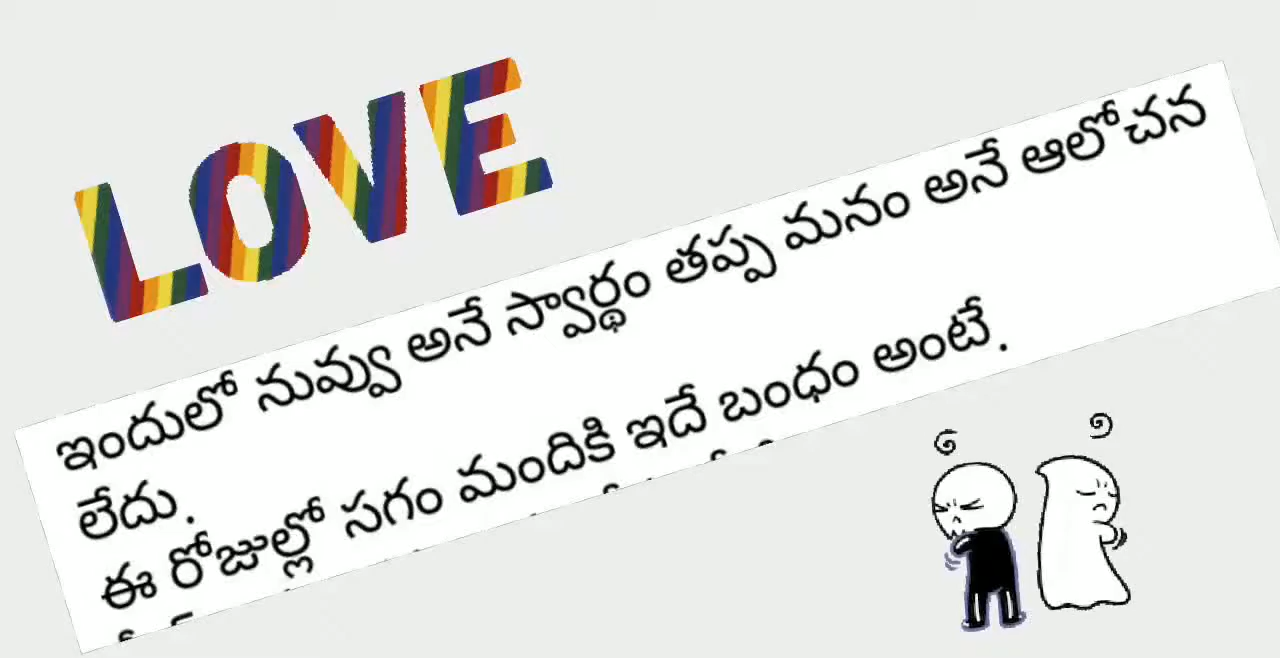 LOVE
ఇందులో నువ్వు అనే స్వార్థం తప్ప మనం అనే ఆలోచన
లేదు.
ఈ రోజుల్లో సగం మందికి ఇదే బంధం అంటే.